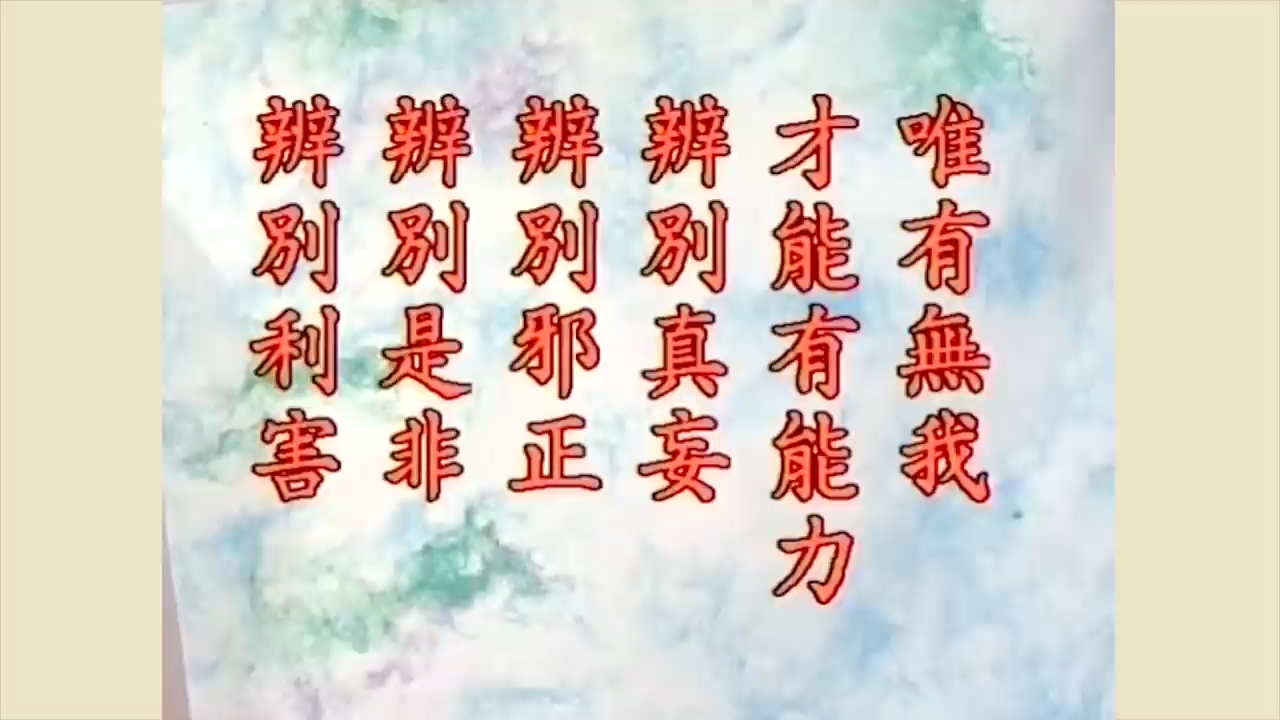 唯有無我
才能有能力
辨別真妄
辨別邪正
辨別是非
辨別利害